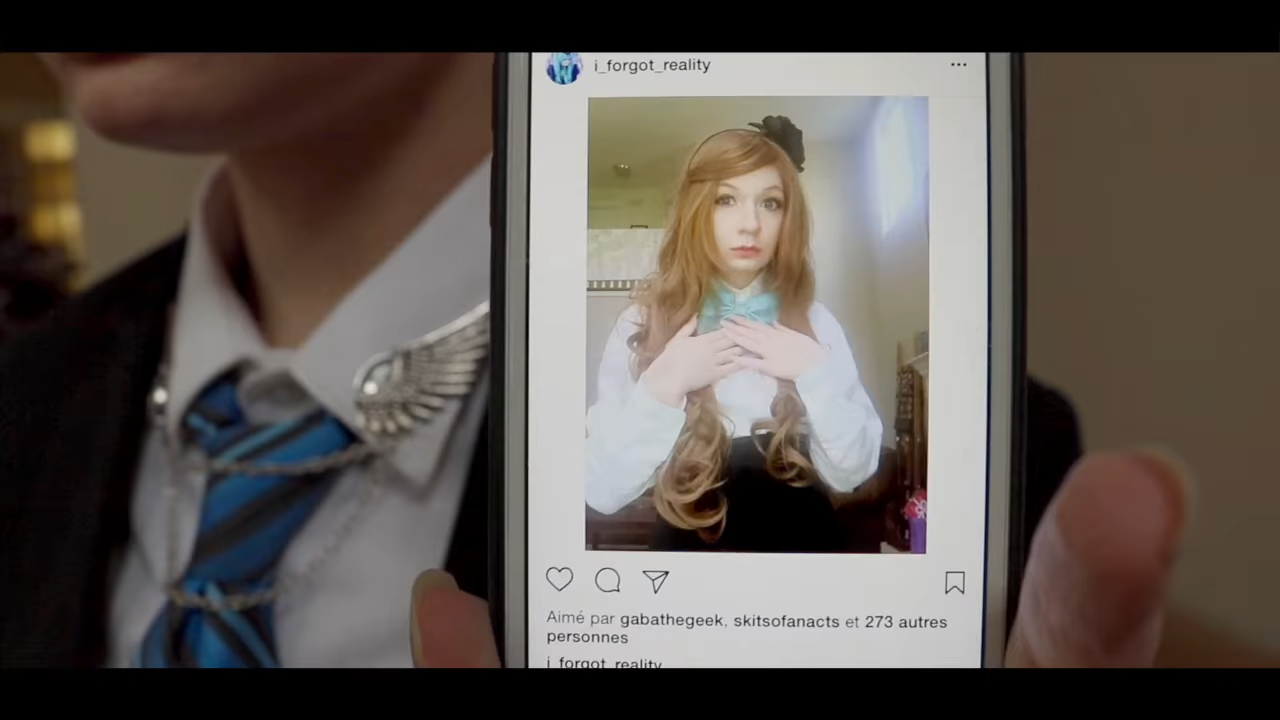 i_forgot_reality
Aimé par gabathegeek, skitsofanacts et 273 autres
personnes
i_forgot_reality